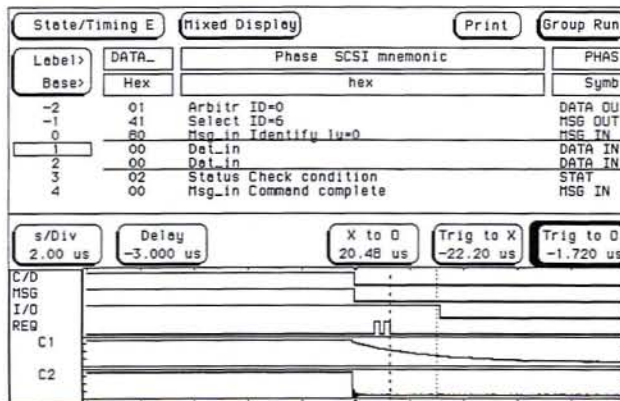 State/Timing E Mixed Display Print Group Run
Label> DATA_ Phase SCSI mnemonic PHAS
Base> Hex hex Symb
-2 01 Arbitr ID=0 DATA OU
-1 41 Select ID=6 MSG OUT
0 80 Msg_in Identify lu=0 MSG IN
1 00 Dat_in DATA IN
2 00 Dat_in DATA IN
3 02 Status Check condition STAT
4 00 Msg_in Command complete MSG IN
s/Div Delay X to O Trig to X Trig to O
2.00 us -3.000 us 20.48 us -22.20 us -1.720 us
C/D
MSG
I/O
REQ
C1
C2